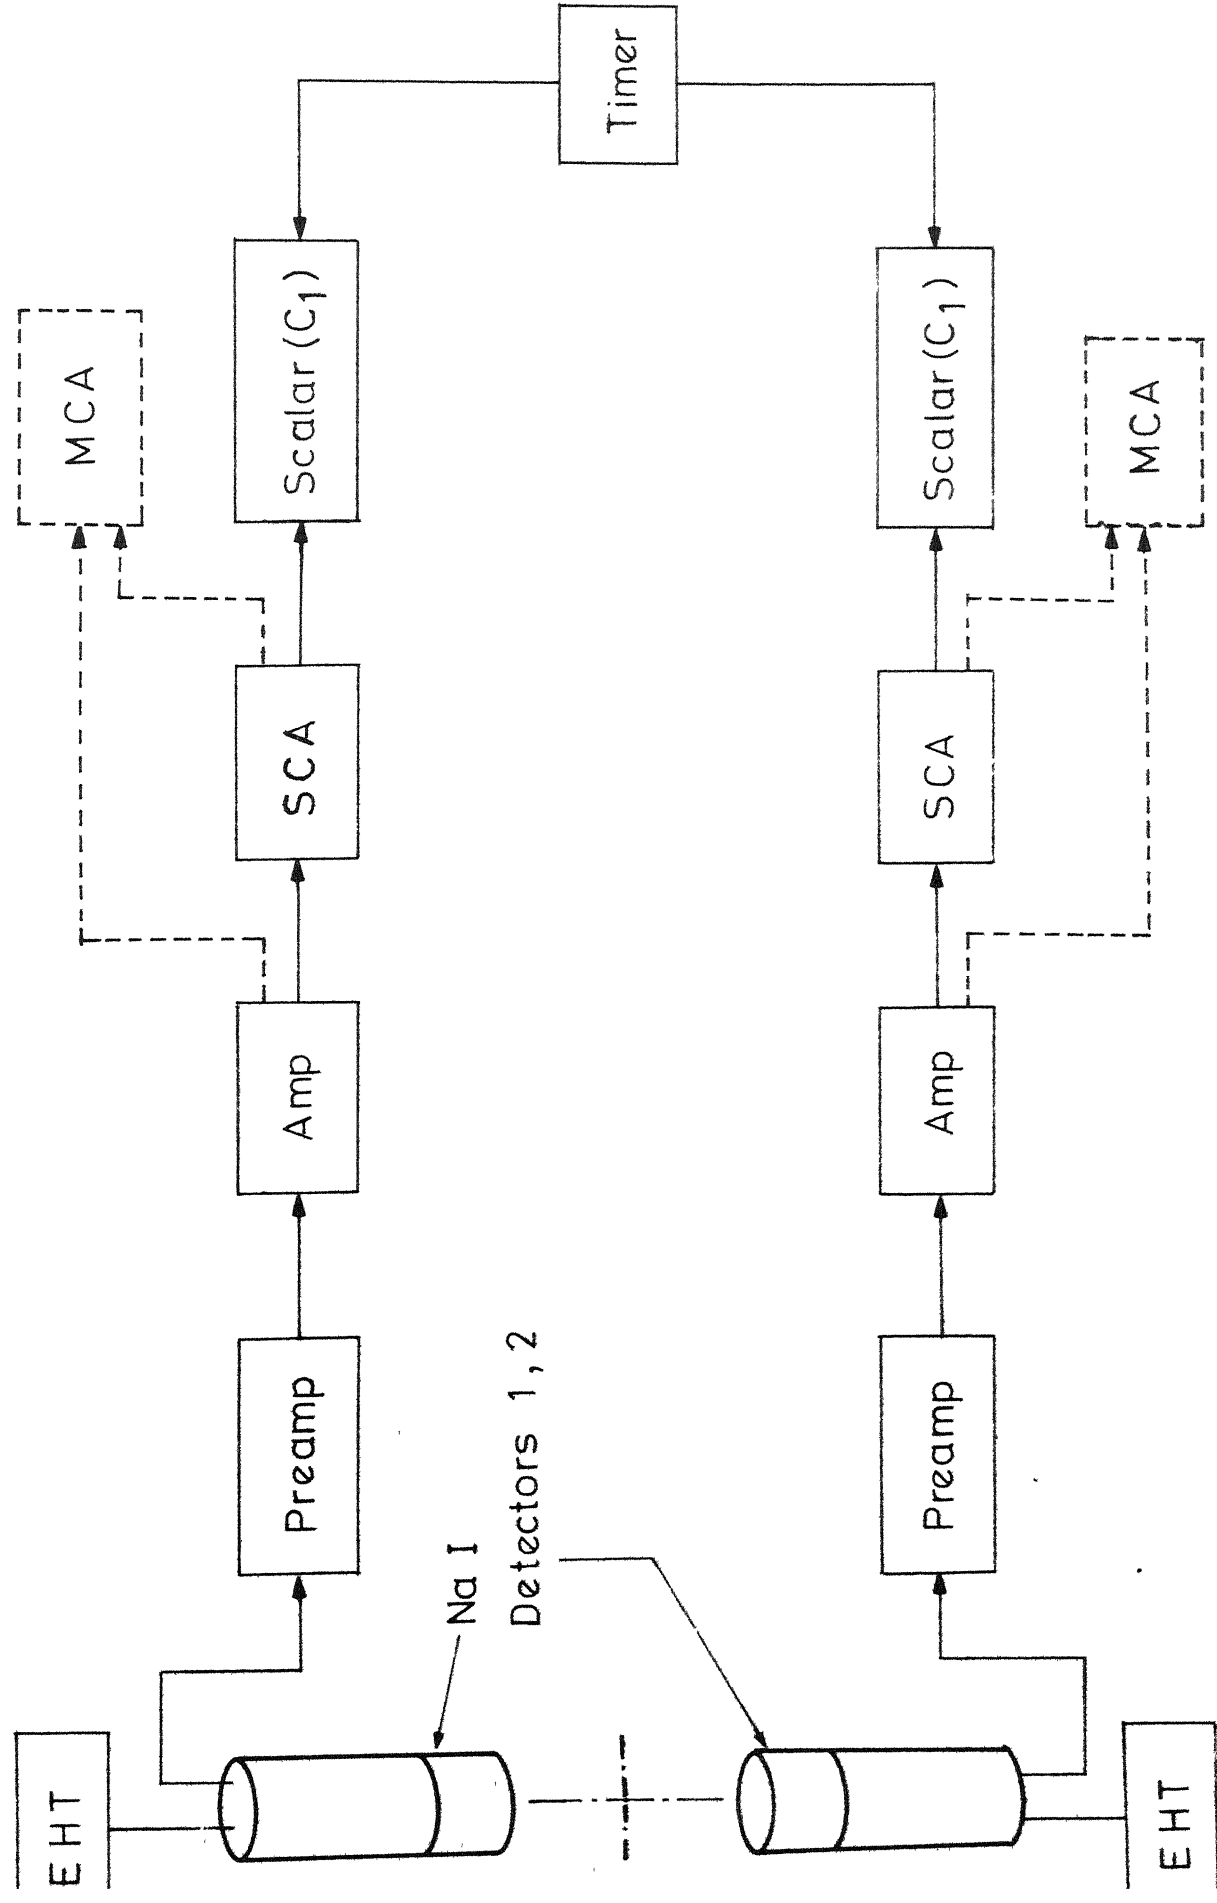 EHT
Preamp
Amp
SCA
Scalar (C1)
MCA
Na I
Detectors 1, 2
Timer
EHT
Preamp
Amp
SCA
Scalar (C1)
MCA